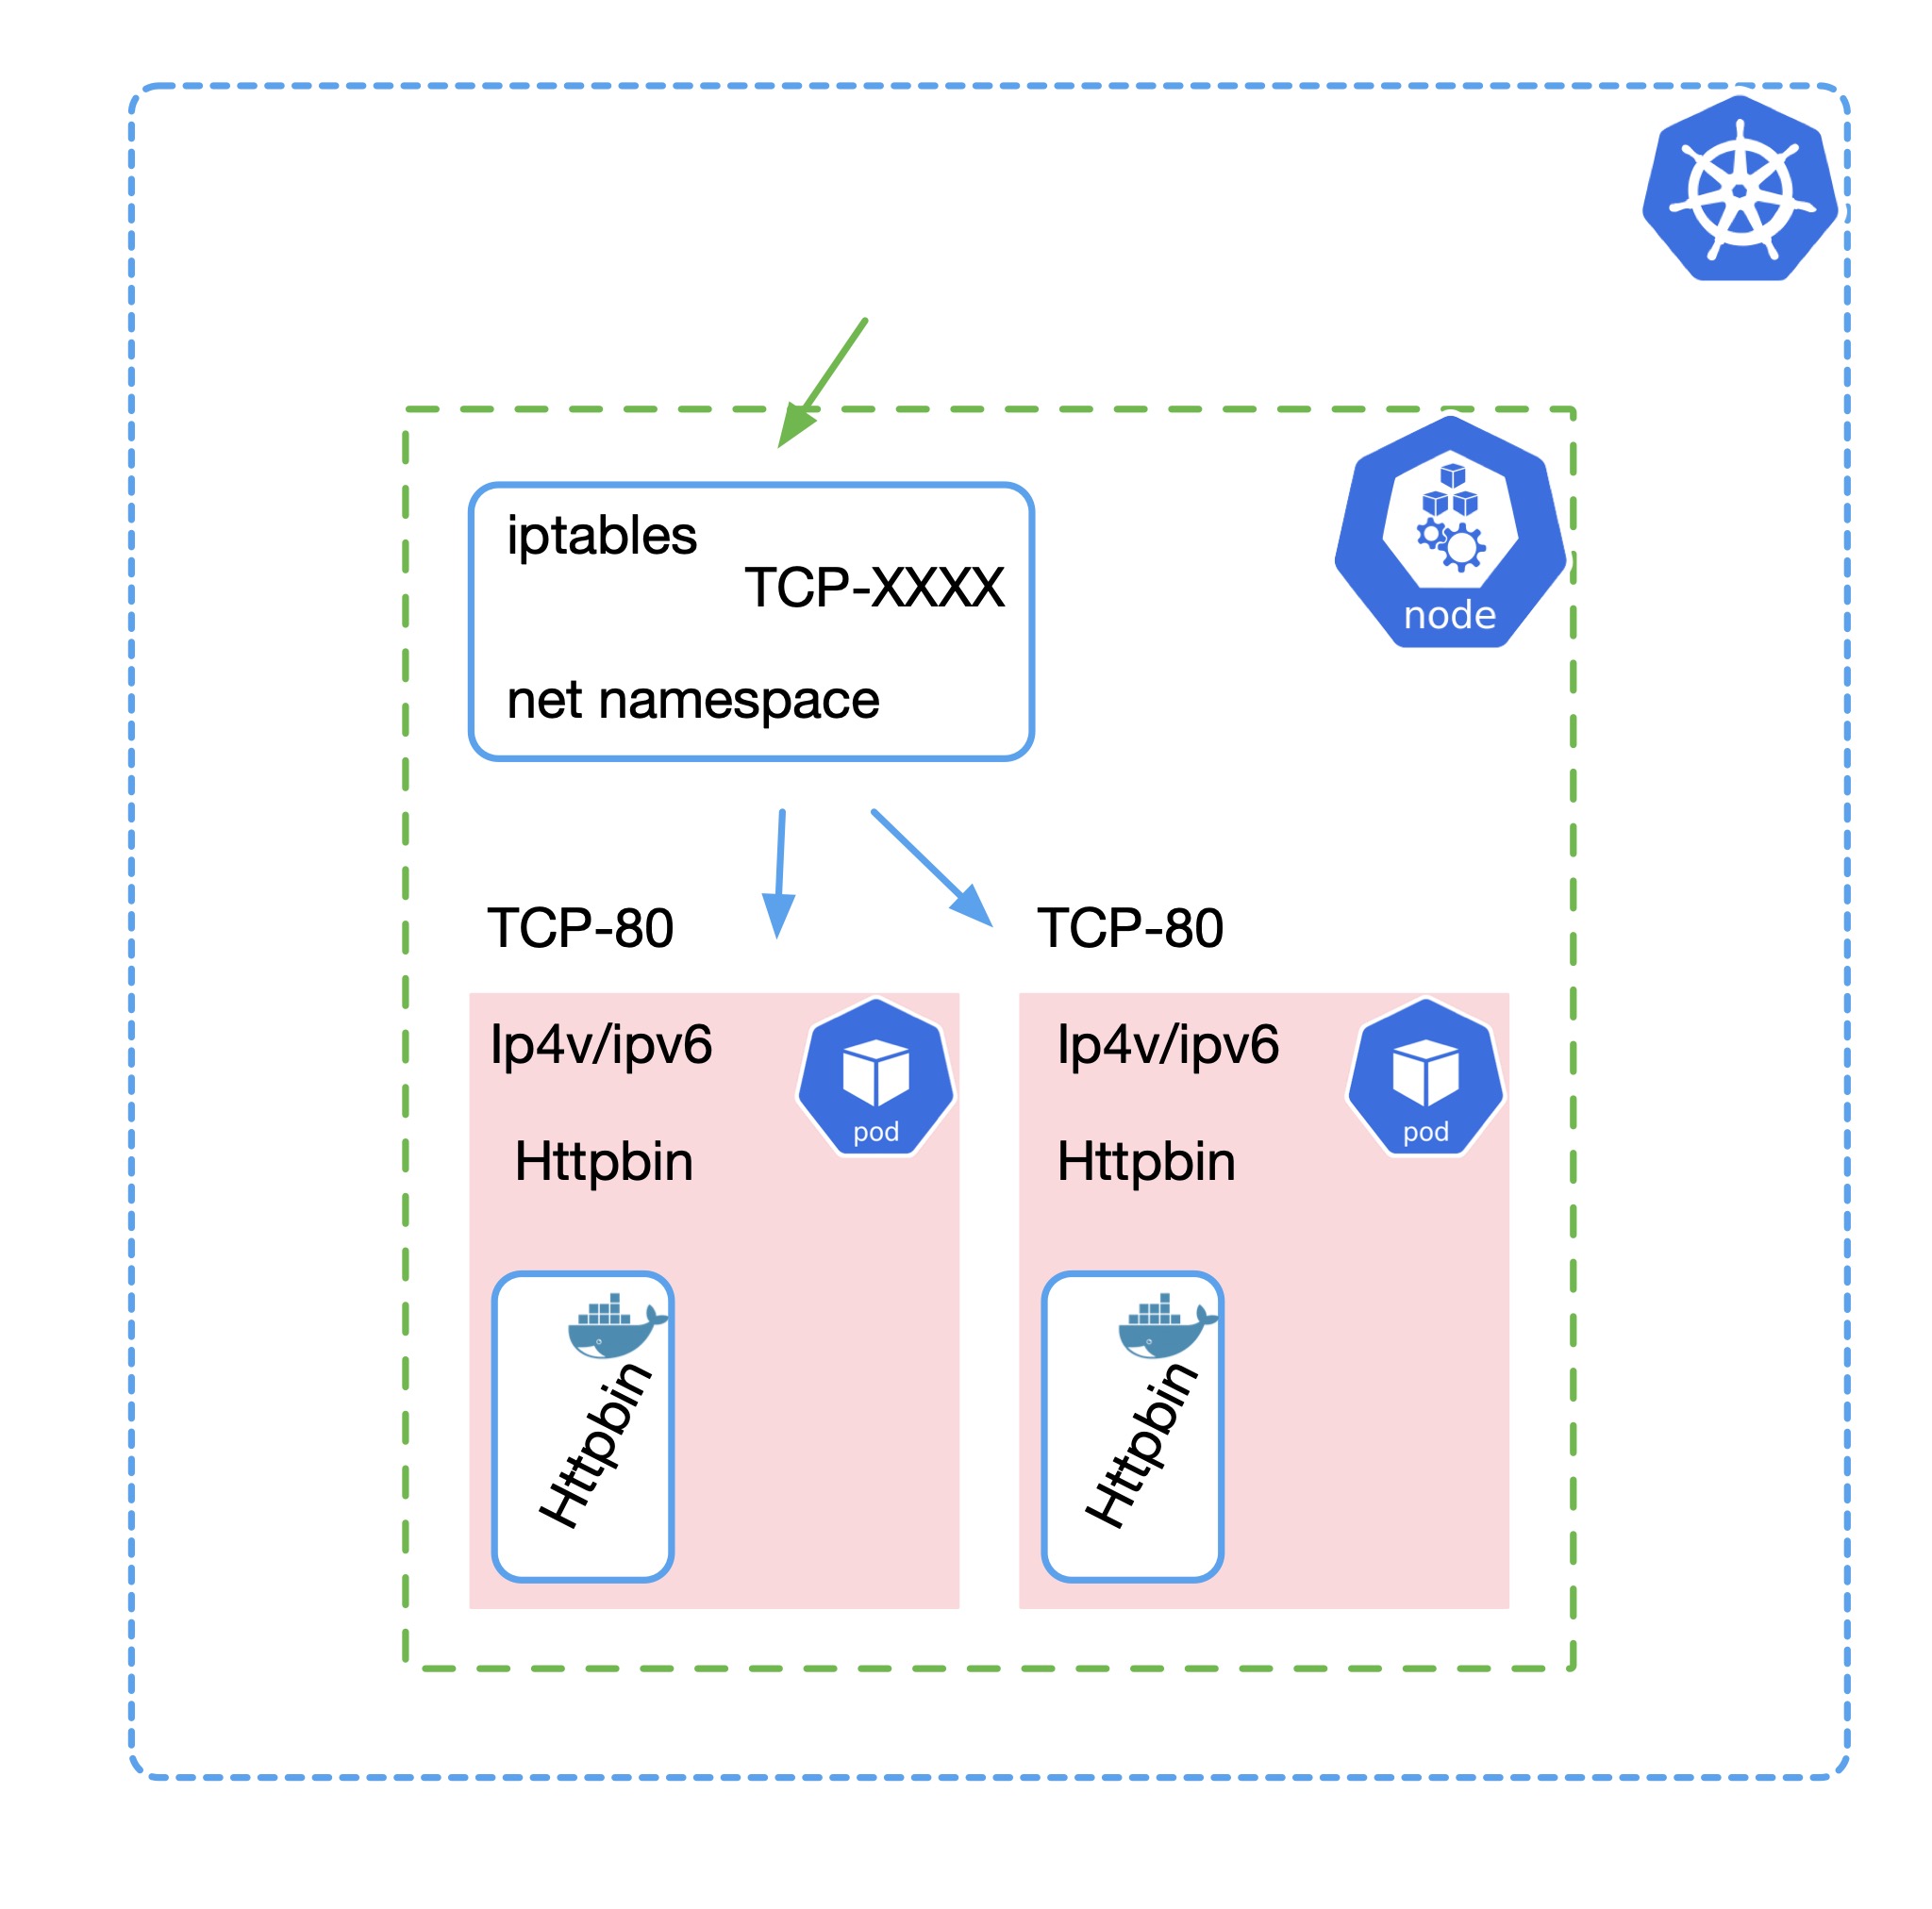 iptables
TCP-XXXX
node
net namespace
TCP-80
TCP-80
Ip4v/ipv6
pod
Httpbin
Httpbin
Ip4v/ipv6
pod
Httpbin
Httpbin